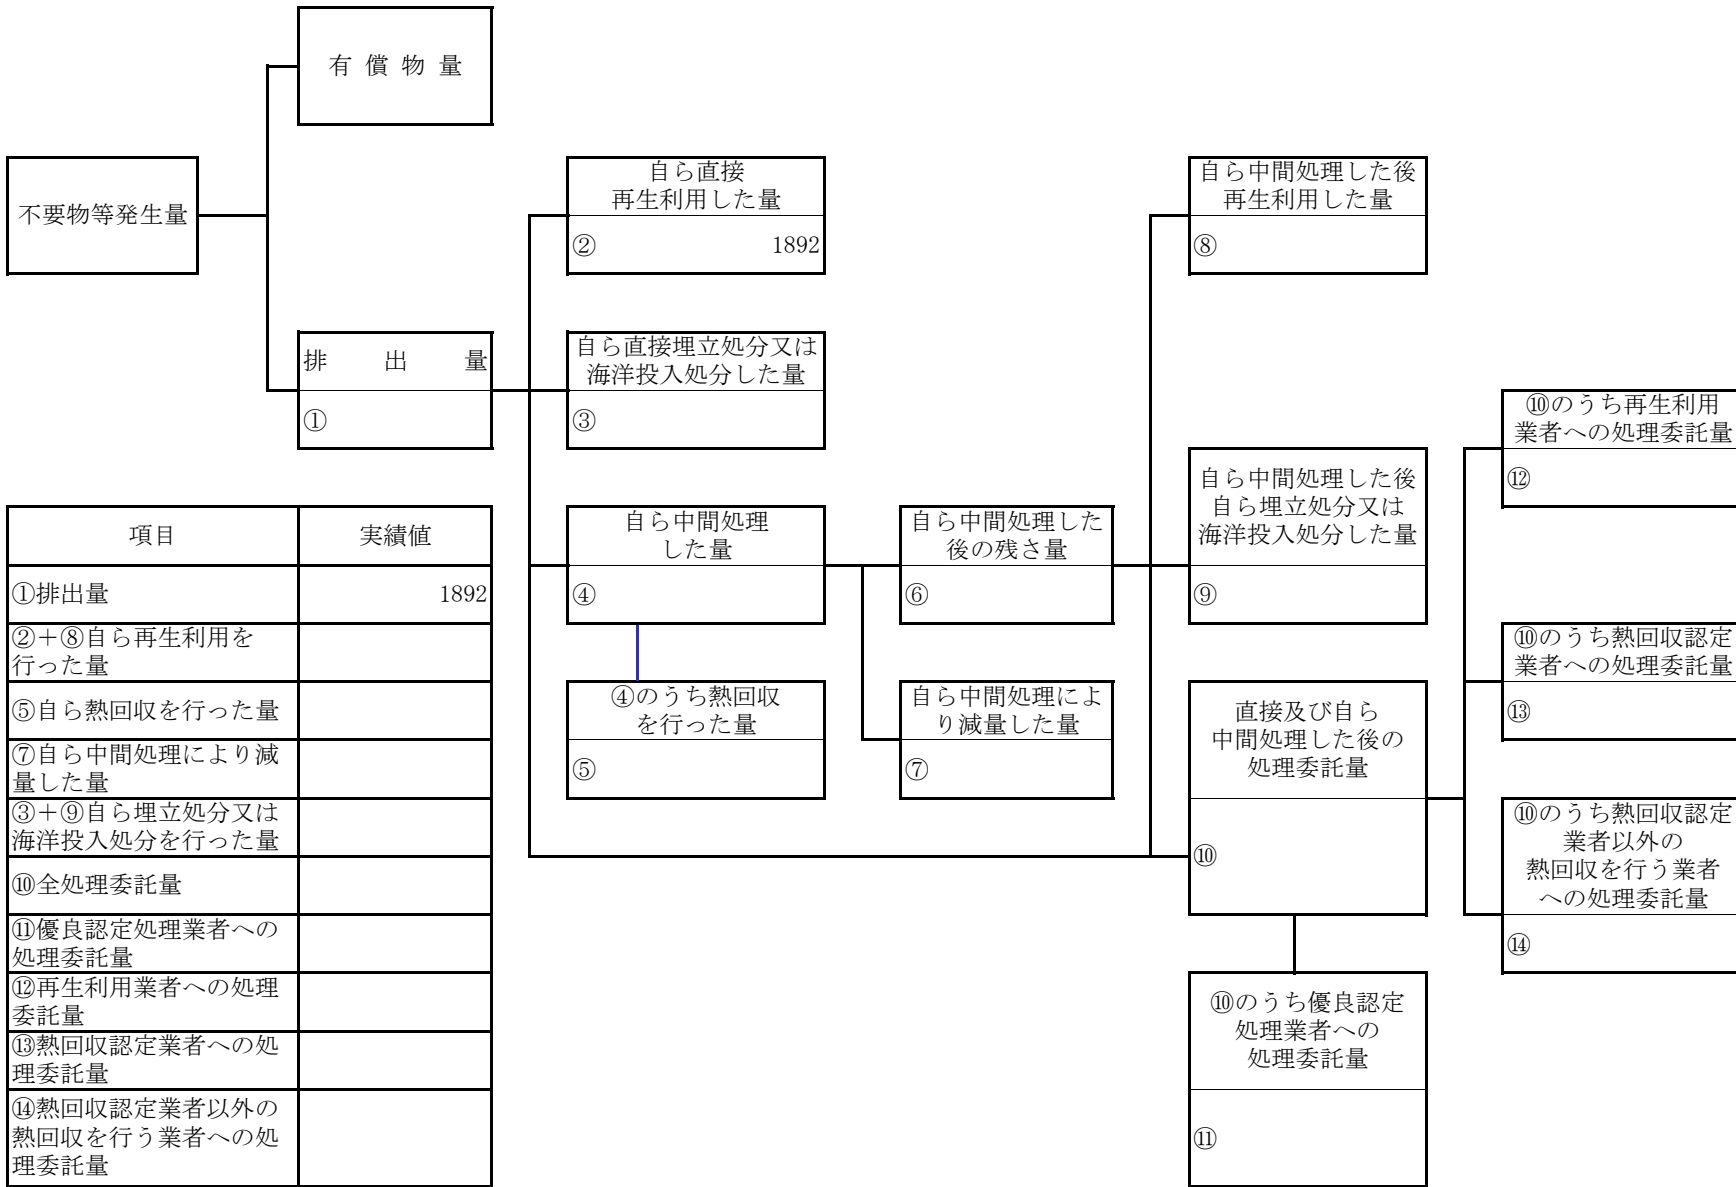 有 償 物 量
不要物等発生量
自ら直接
再生利用した量
② 1892
自ら中間処理した後
再生利用した量
⑧
排 出 量
①
自ら直接埋立処分又は
海洋投入処分した量
③
⑩のうち再生利用
業者への処理委託量
⑫
自ら中間処理した後
自ら埋立処分又は
海洋投入処分した量
⑨
自ら中間処理
した量
④
自ら中間処理した
後の残さ量
⑥
⑩のうち熱回収認定
業者への処理委託量
⑬
④のうち熱回収
を行った量
⑤
自ら中間処理によ
り減量した量
⑦
直接及び自ら
中間処理した後の
処理委託量
⑩
⑩のうち熱回収認定
業者以外の
熱回収を行う業者
への処理委託量
⑭
⑩のうち優良認定
処理業者への
処理委託量
⑪
項目 実績値
①排出量 1892
②+⑧自ら再生利用を
行った量
⑤自ら熱回収を行った量
⑦自ら中間処理により減
量した量
③+⑨自ら埋立処分又は
海洋投入処分を行った量
⑩全処理委託量
⑪優良認定処理業者への
処理委託量
⑫再生利用業者への処理
委託量
⑬熱回収認定業者への処
理委託量
⑭熱回収認定業者以外の
熱回収を行う業者への処
理委託量